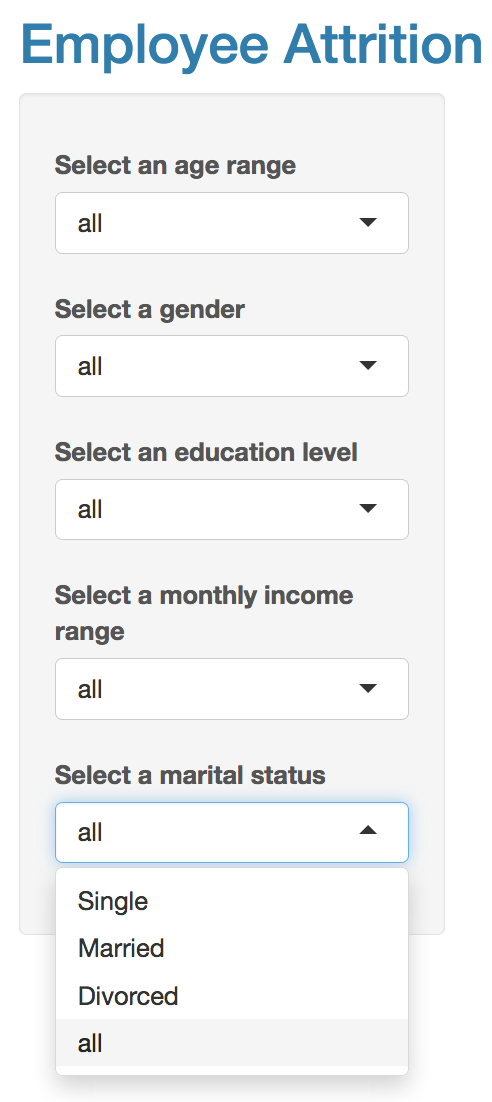 Employee Attrition
Select an age range
all
Select a gender
all
Select an education level
all
Select a monthly income
range
all
Select a marital status
all
Single
Married
Divorced
all